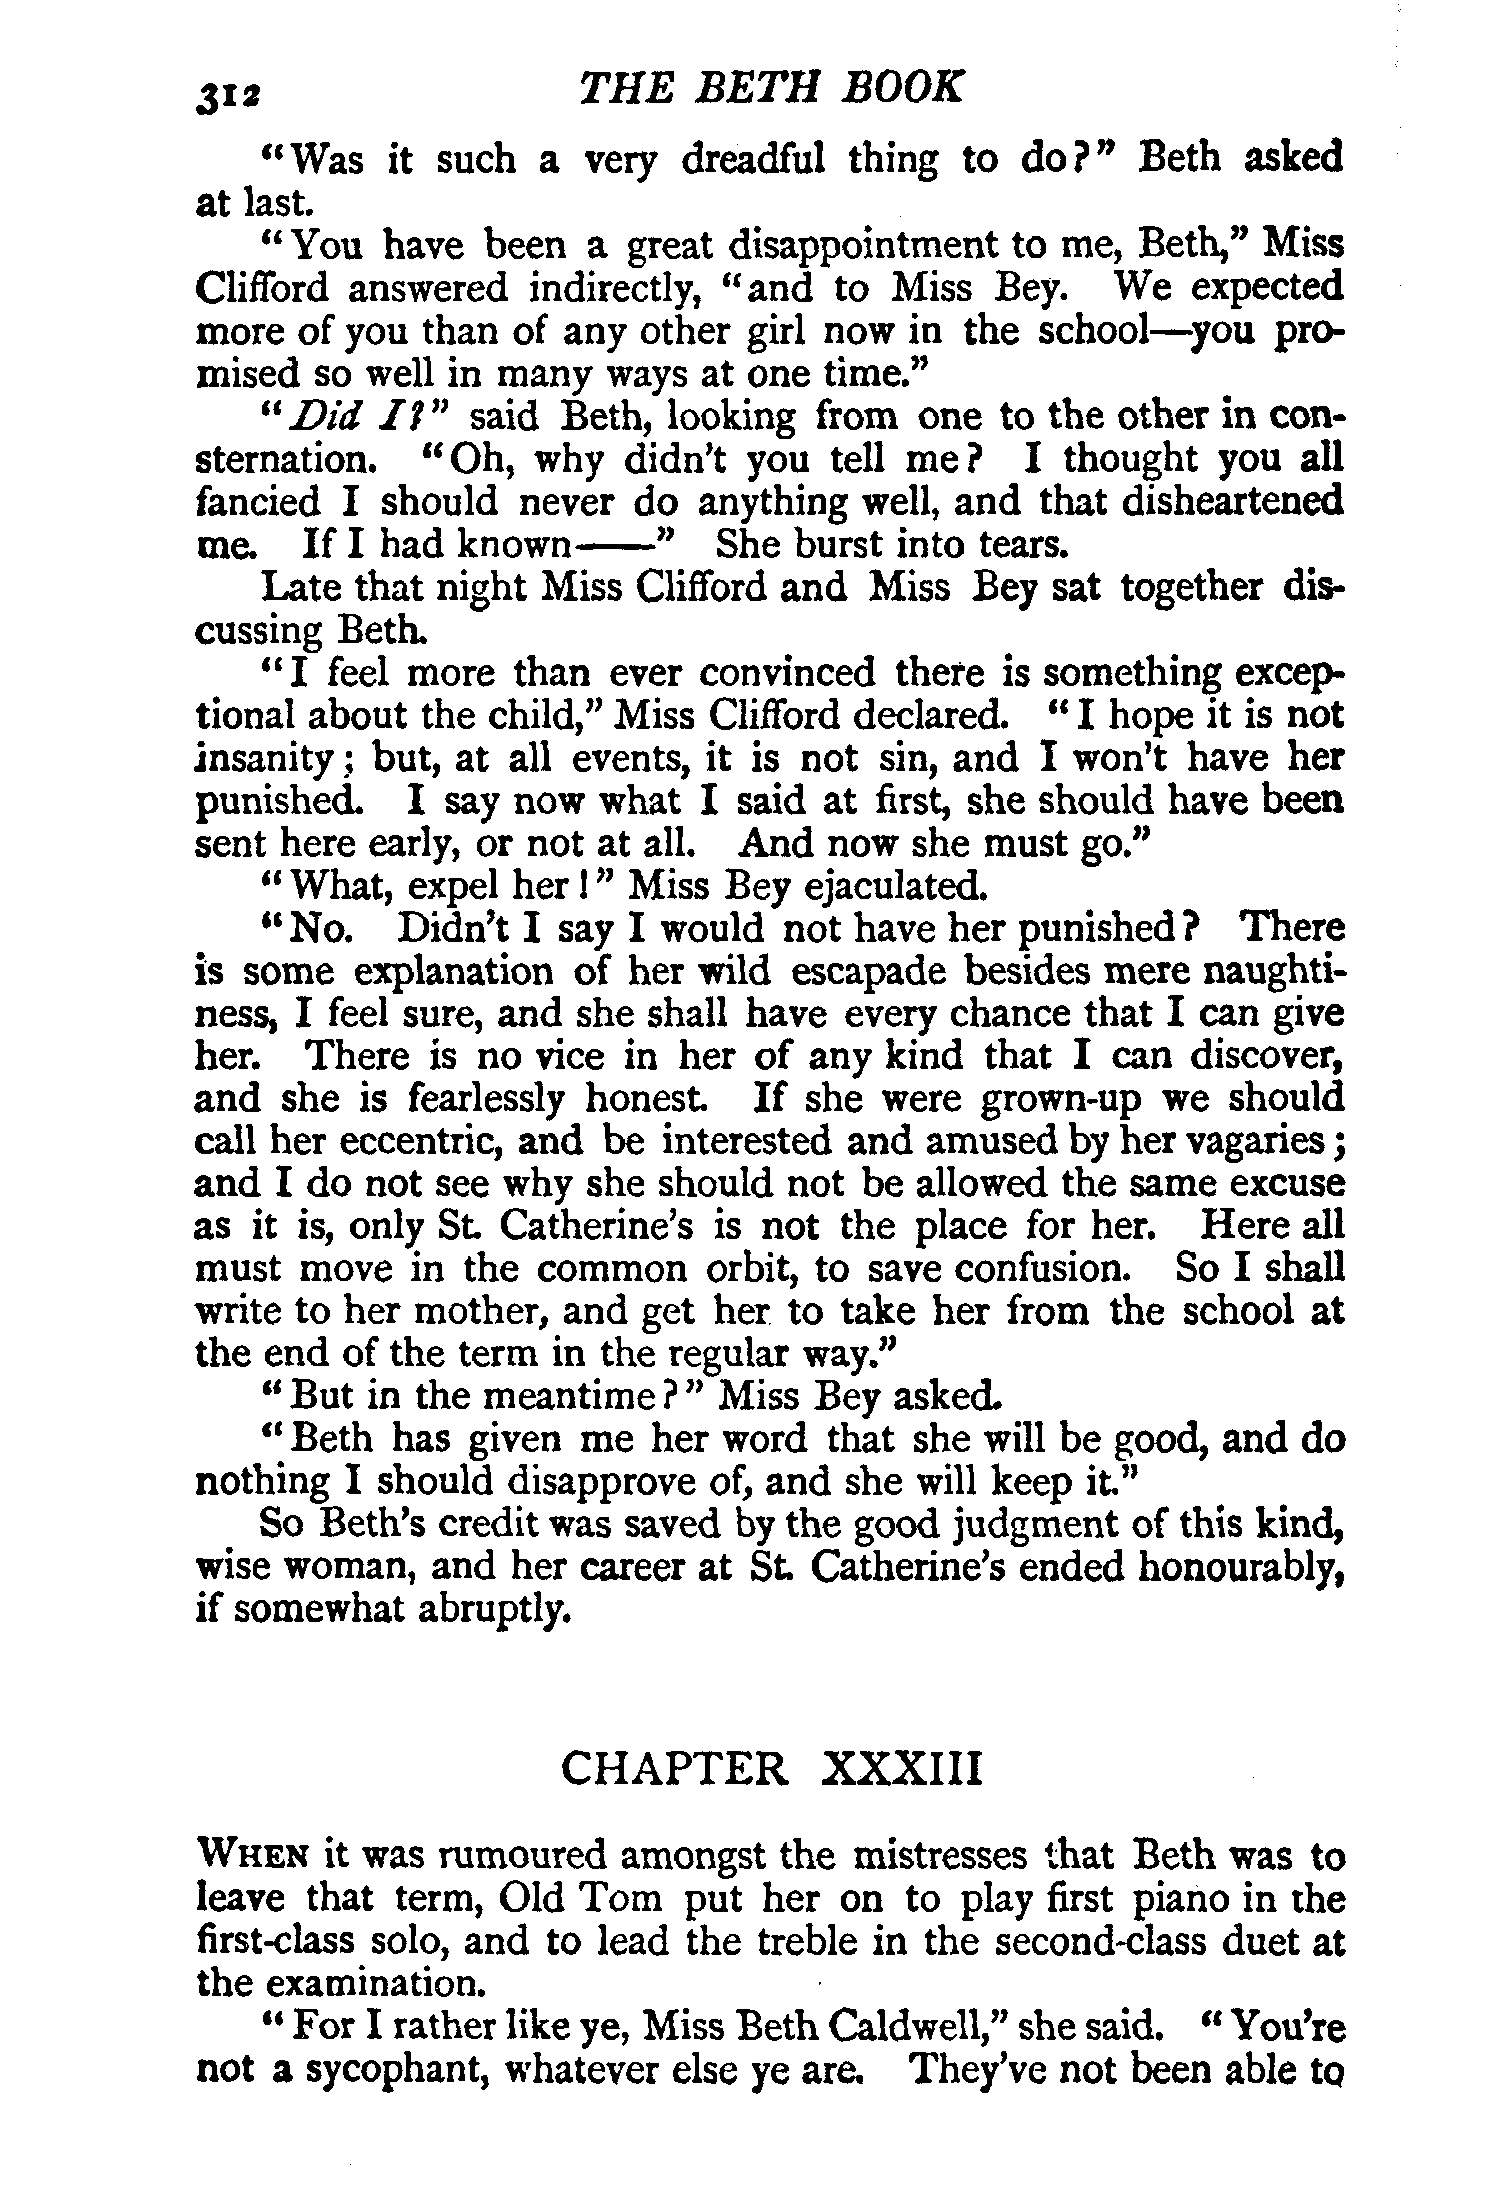 312 THE BETH BOOK
"Was it such a very dreadful thing to do?" Beth asked
at last.
"You have been a great disappointment to me, Beth," Miss
Clifford answered indirectly, "and to Miss Bey. We expected
more of you than of any other girl now in the school—you pro-
mised so well in many ways at one time."
"Did I?" said Beth, looking from one to the other in con-
sternation. "Oh, why didn't you tell me? I thought you all
fancied I should never do anything well, and that disheartened
me. If I had known——" She burst into tears.
Late that night Miss Clifford and Miss Bey sat together dis-
cussing Beth.
"I feel more than ever convinced there is something excep-
tional about the child," Miss Clifford declared. "I hope it is not
insanity; but, at all events, it is not sin, and I won't have her
punished. I say now what I said at first, she should have been
sent here early, or not at all. And now she must go."
"What, expel her!" Miss Bey ejaculated.
"No. Didn't I say I would not have her punished? There
is some explanation of her wild escapade besides mere naughti-
ness, I feel sure, and she shall have every chance that I can give
her. There is no vice in her of any kind that I can discover,
and she is fearlessly honest. If she were grown-up we should
call her eccentric, and be interested and amused by her vagaries;
and I do not see why she should not be allowed the same excuse
as it is, only St. Catherine's is not the place for her. Here all
must move in the common orbit, to save confusion. So I shall
write to her mother, and get her to take her from the school at
the end of the term in the regular way."
"But in the meantime?" Miss Bey asked.
"Beth has given me her word that she will be good, and do
nothing I should disapprove of, and she will keep it."
So Beth's credit was saved by the good judgment of this kind,
wise woman, and her career at St. Catherine's ended honourably,
if somewhat abruptly.
CHAPTER XXXIII
WHEN it was rumoured amongst the mistresses that Beth was to
leave that term, Old Tom put her on to play first piano in the
first-class solo, and to lead the treble in the second-class duet at
the examination.
"For I rather like ye, Miss Beth Caldwell," she said. "You're
not a sycophant, whatever else ye are. They've not been able to